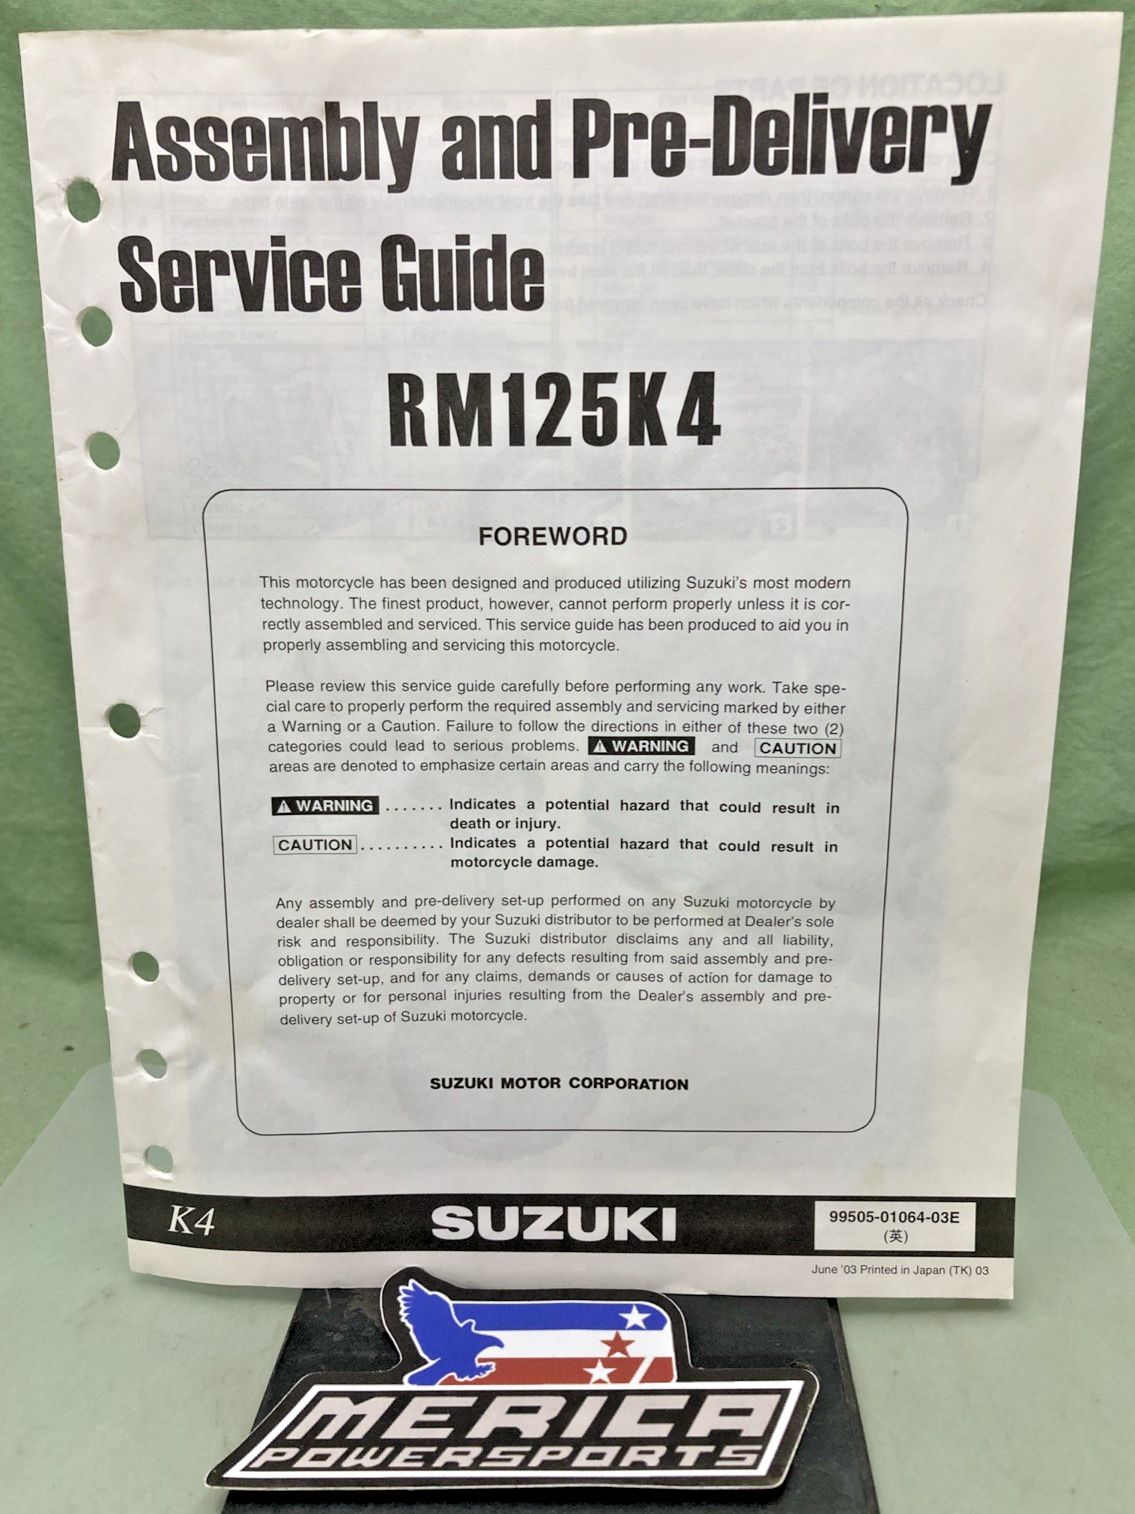 Assembly and Pre-Delivery
Service Guide
RM125K4
FOREWORD
This motorcycle has been designed and produced utilizing Suzuki's most modern
technology. The finest product, however, cannot perform properly unless it is cor-
rectly assembled and serviced. This service guide has been produced to aid you in
properly assembling and servicing this motorcycle.
Please review this service guide carefully before performing any work. Take spe-
cial care to properly perform the required assembly and servicing marked by either
a Warning or a Caution. Failure to follow the directions in either of these two (2)
categories could lead to serious problems. ⚠ WARNING and CAUTION
areas are denoted to emphasize certain areas and carry the following meanings:
⚠ WARNING ....... Indicates a potential hazard that could result in
death or injury.
CAUTION .......... Indicates a potential hazard that could result in
motorcycle damage.
Any assembly and pre-delivery set-up performed on any Suzuki motorcycle by
dealer shall be deemed by your Suzuki distributor to be performed at Dealer's sole
risk and responsibility. The Suzuki distributor disclaims any and all liability,
obligation or responsibility for any defects resulting from said assembly and pre-
delivery set-up, and for any claims, demands or causes of action for damage to
property or for personal injuries resulting from the Dealer's assembly and pre-
delivery set-up of Suzuki motorcycle.
SUZUKI MOTOR CORPORATION
K4 SUZUKI 99505-01064-03E
(英)
June '03 Printed in Japan (TK) 03
MERICA
POWERSPORTS